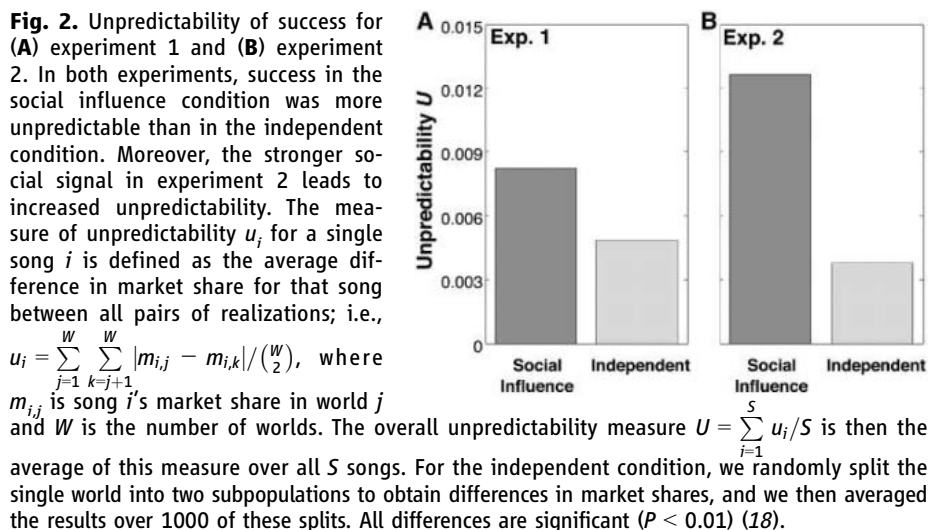 Fig. 2. Unpredictability of success for
(A) experiment 1 and (B) experiment
2. In both experiments, success in the
social influence condition was more
unpredictable than in the independent
condition. Moreover, the stronger so-
cial signal in experiment 2 leads to
increased unpredictability. The mea-
sure of unpredictability u_i for a single
song i is defined as the average dif-
ference in market share for that song
between all pairs of realizations; i.e.,
u_i = ∑_{j=1}^{W} ∑_{k=j+1}^{W} |m_{i,j} − m_{i,k}|/(W 2), where
m_{i,j} is song i's market share in world j
A
0.015
0.012
0.009
0.006
0.003
0
Unpredictability U
Exp. 1
Social
Influence
Independent
B
Exp. 2
Social
Influence
Independent
and W is the number of worlds. The overall unpredictability measure U = ∑_{i=1}^{S} u_i/S is then the
average of this measure over all S songs. For the independent condition, we randomly split the
single world into two subpopulations to obtain differences in market shares, and we then averaged
the results over 1000 of these splits. All differences are significant (P < 0.01) (18).